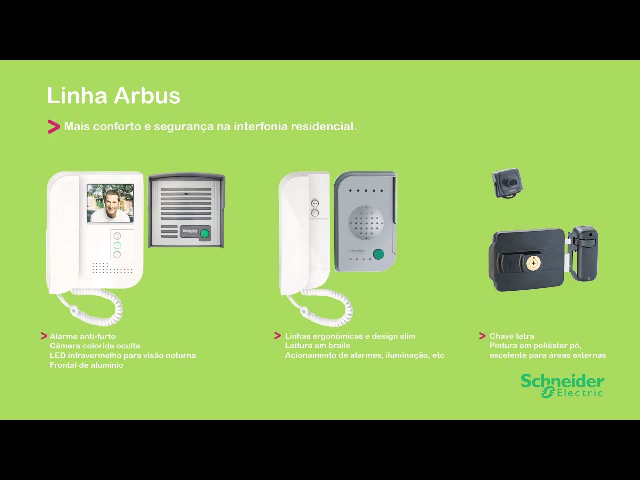 Linha Arbus
Mais conforto e segurança na interfonia residencial.
Alarme anti-furto
Câmera colorida oculta
LED infravermelho para visão noturna
Frontal de alumínio
Linhas ergonômicas e design slim
Leitura em braile
Acionamento de alarmes, iluminação, etc
Chave tetra
Pintura em poliéster pó,
excelente para áreas externas
Schneider
Electric